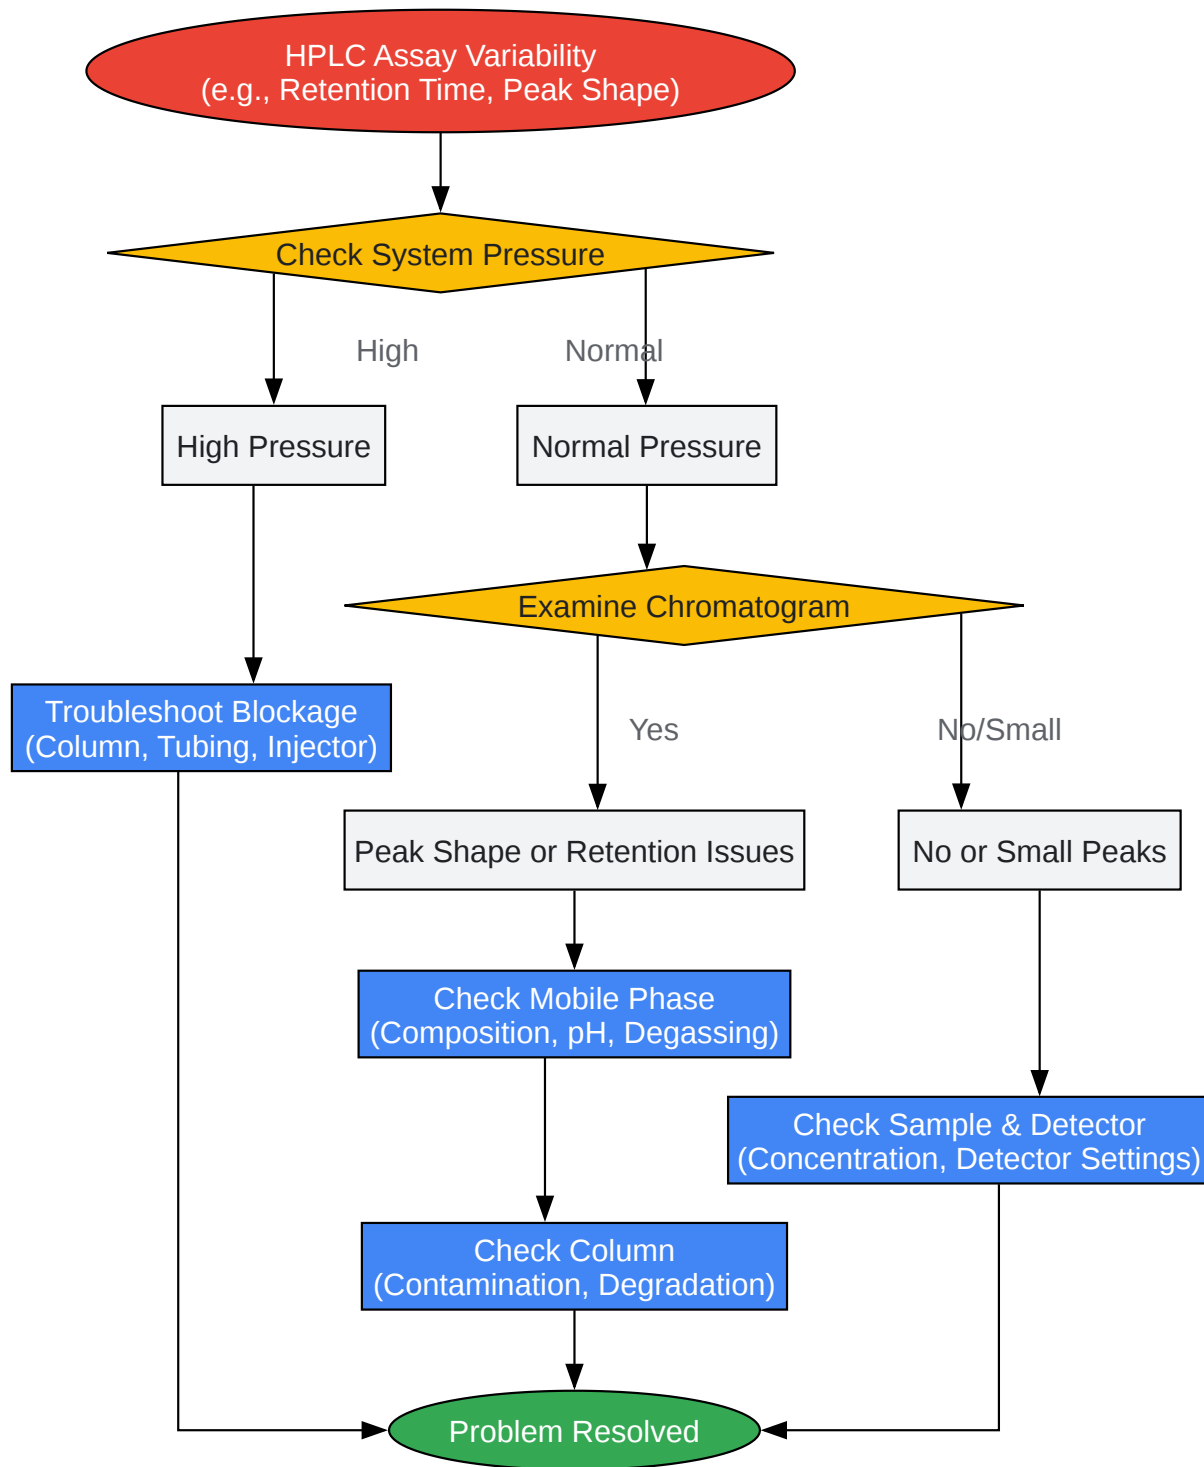 HPLC Assay Variability
(e.g., Retention Time, Peak Shape)
Check System Pressure
High
Normal
High Pressure
Normal Pressure
Examine Chromatogram
Troubleshoot Blockage
(Column, Tubing, Injector)
Yes
No/Small
Peak Shape or Retention Issues
No or Small Peaks
Check Mobile Phase
(Composition, pH, Degassing)
Check Sample & Detector
(Concentration, Detector Settings)
Check Column
(Contamination, Degradation)
Problem Resolved